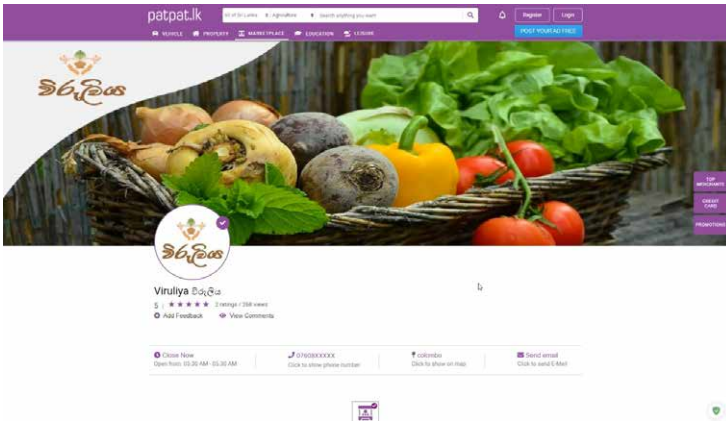 patpat.lk
All of Sri Lanka Agriculture Search anything you want
Register Login
VEHICLE PROPERTY MARKETPLACE EDUCATION LEISURE
POST YOUR AD FREE
විරුළිය
TOP MERCHANTS
CREDIT CARD
PROMOTIONS
විරුළිය
Viruliya විරුළිය
5 : 2 ratings / 268 views
Add Feedback View Comments
Close Now
Open from: 05.30 AM - 05.30 AM
07608XXXXX
Click to show phone number
colombo
Click to show on map
Send email
Click to send E-Mail